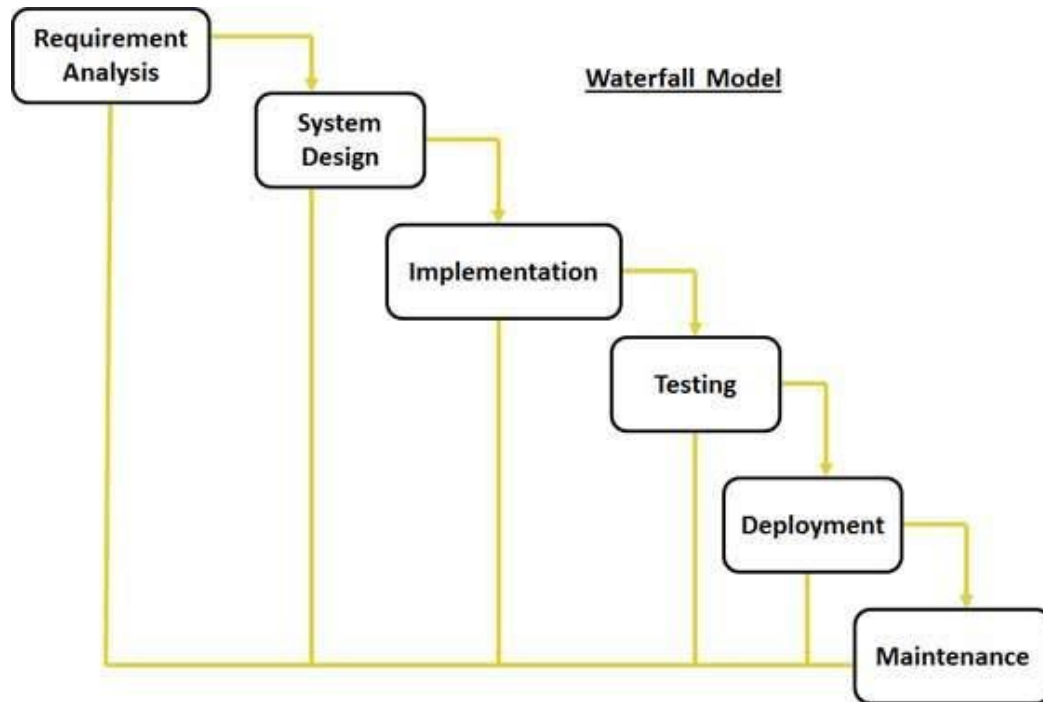 Requirement
Analysis
Waterfall Model
System
Design
Implementation
Testing
Deployment
Maintenance